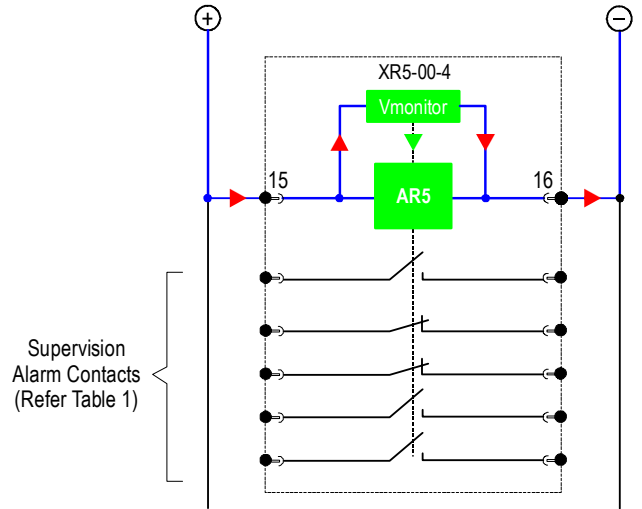 +
−
XR5-00-4
Vmonitor
15
AR5
16
Supervision
Alarm Contacts
(Refer Table 1)